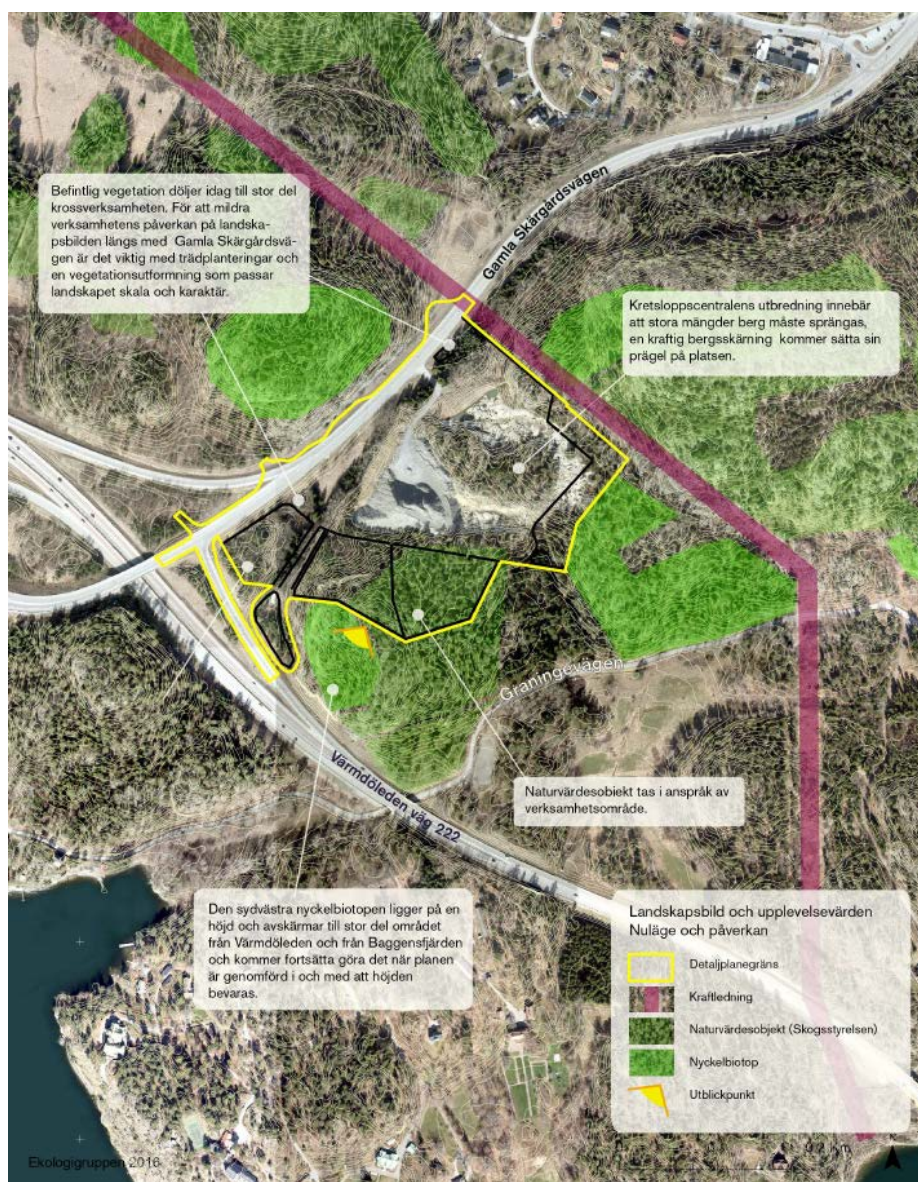 Befintlig vegetation döljer idag till stor del
krossverksamheten. För att mildra
verksamhetens påverkan på landska-
psbilden längs med Gamla Skärgårdsvä-
gen är det viktig med trädplanteringar och
en vegetationsutformning som passar
landskapet skala och karaktär.
Gamla Skärgårdsvägen
Kretsloppscentralens utbredning innebär
att stora mängder berg måste sprängas,
en kraftig bergsskärning kommer sätta sin
prägel på platsen.
Graningevägen
Värmdöleden väg 222
Naturvärdesobjekt tas i anspråk av
verksamhetsområde.
Den sydvästra nyckelbiotopen ligger på en
höjd och avskärmar till stor del området
från Värmdöleden och från Baggensfjärden
och kommer fortsätta göra det när planen
är genomförd i och med att höjden
bevaras.
Landskapsbild och upplevelsevärden
Nuläge och påverkan
Detaljplanegräns
Kraftledning
Naturvärdesobjekt (Skogsstyrelsen)
Nyckelbiotop
Utblickpunkt
Ekologigruppen 2016